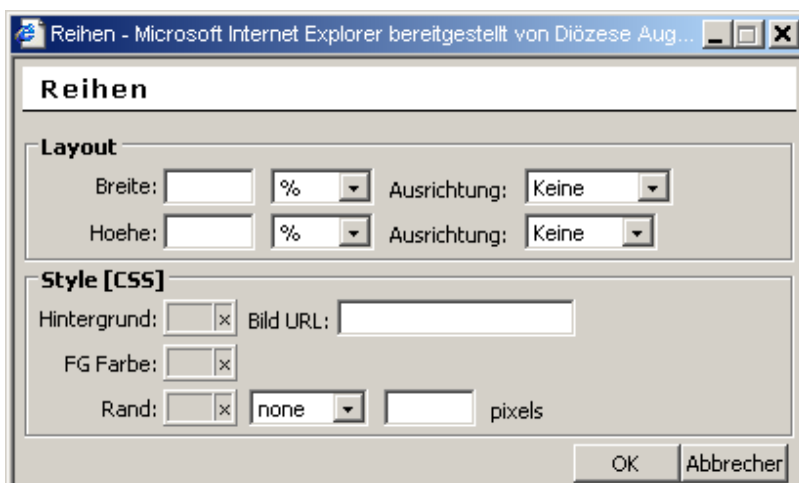 Reihen - Microsoft Internet Explorer bereitgestellt von Diözese Aug...
Reihen
Layout
Breite: % Ausrichtung: Keine
Hoehe: % Ausrichtung: Keine
Style [CSS]
Hintergrund: x Bild URL:
FG Farbe: x
Rand: x none pixels
OK Abbrecher